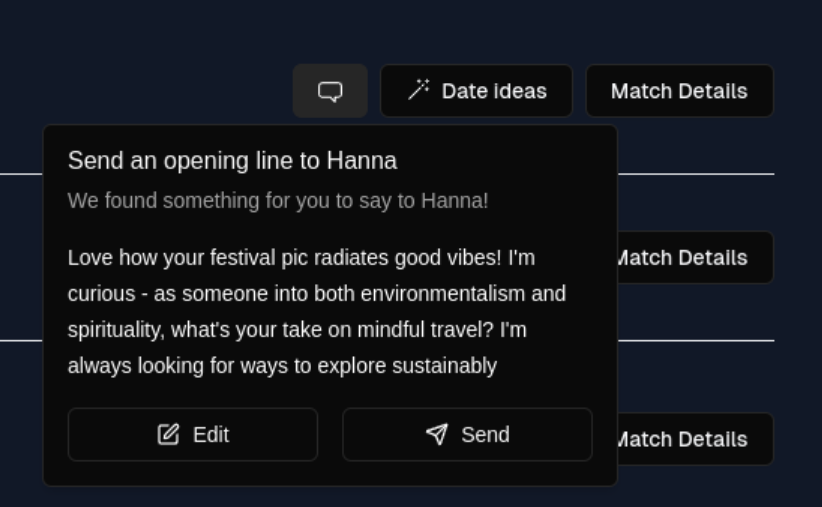 Date ideas
Match Details
Send an opening line to Hanna
We found something for you to say to Hanna!
Love how your festival pic radiates good vibes! I'm
curious - as someone into both environmentalism and
spirituality, what's your take on mindful travel? I'm
always looking for ways to explore sustainably
Match Details
Edit
Send
Match Details